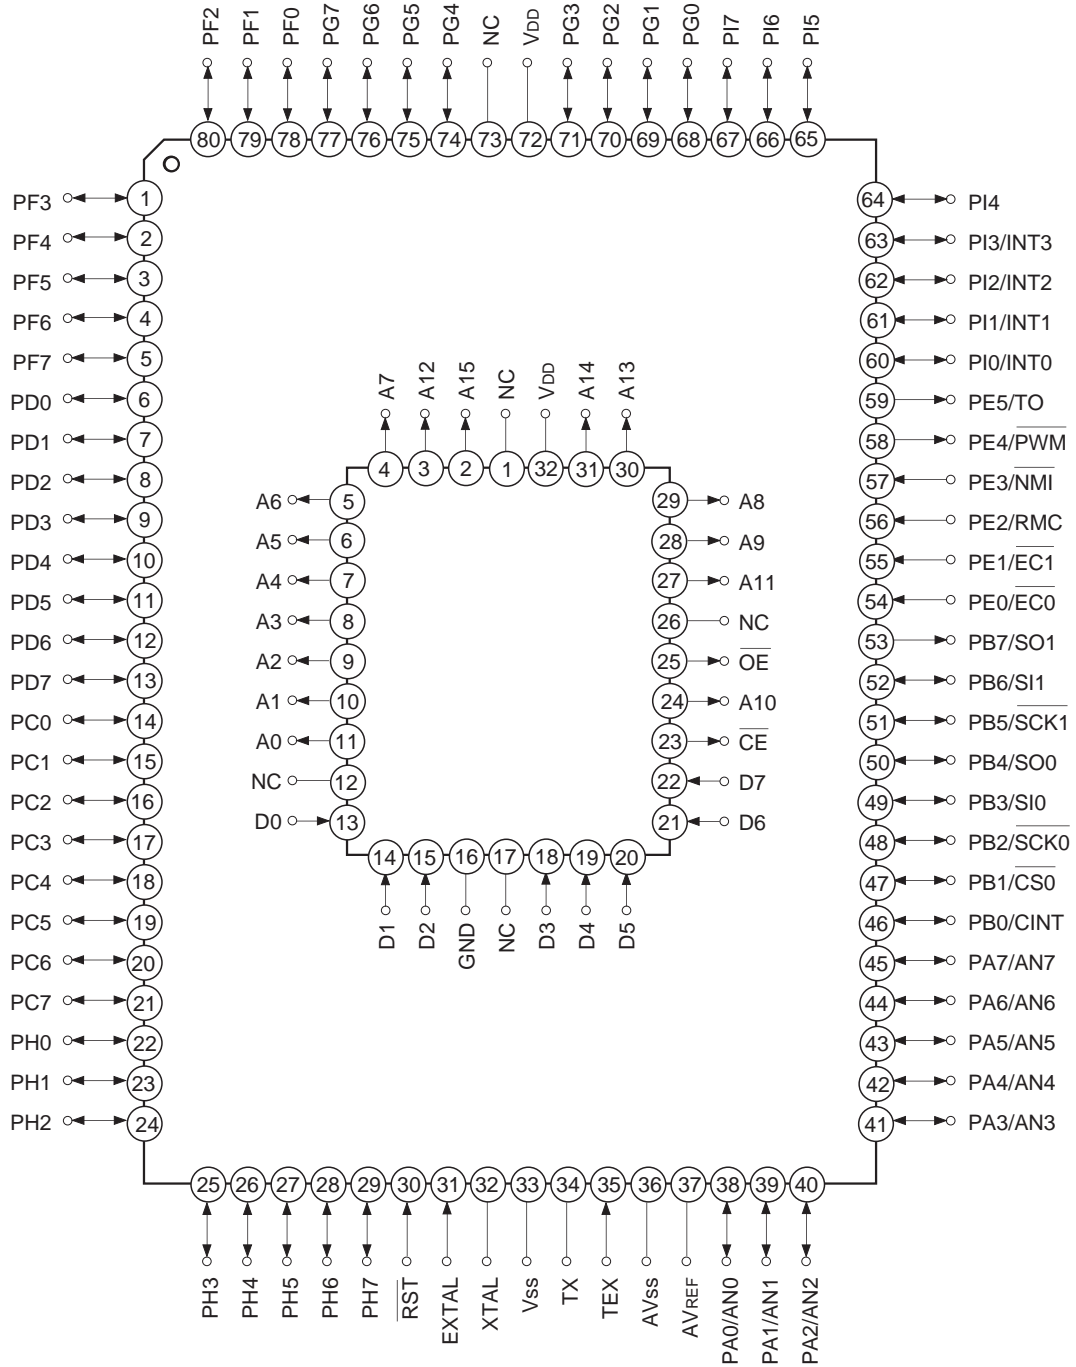 PF2 PF1 PF0 PG7 PG6 PG5 PG4 NC VDD PG3 PG2 PG1 PG0 PI7 PI6 PI5
80 79 78 77 76 75 74 73 72 71 70 69 68 67 66 65
PF3 1 64 PI4
PF4 2 63 PI3/INT3
PF5 3 62 PI2/INT2
PF6 4 61 PI1/INT1
PF7 5 60 PI0/INT0
PD0 6 59 PE5/TO
PD1 7 58 PE4/P̅W̅M̅
PD2 8 57 PE3/N̅M̅I̅
PD3 9 56 PE2/RMC
PD4 10 55 PE1/E̅C̅1̅
PD5 11 54 PE0/E̅C̅0̅
PD6 12 53 PB7/SO1
PD7 13 52 PB6/SI1
PC0 14 51 PB5/S̅C̅K̅1̅
PC1 15 50 PB4/SO0
PC2 16 49 PB3/SI0
PC3 17 48 PB2/S̅C̅K̅0̅
PC4 18 47 PB1/C̅S̅0̅
PC5 19 46 PB0/CINT
PC6 20 45 PA7/AN7
PC7 21 44 PA6/AN6
PH0 22 43 PA5/AN5
PH1 23 42 PA4/AN4
PH2 24 41 PA3/AN3
25 26 27 28 29 30 31 32 33 34 35 36 37 38 39 40
PH3 PH4 PH5 PH6 PH7 R̅S̅T̅ EXTAL XTAL Vss TX TEX AVss AVREF PA0/AN0 PA1/AN1 PA2/AN2
A7 A12 A15 NC VDD A14 A13
4 3 2 1 32 31 30
A6 5 29 A8
A5 6 28 A9
A4 7 27 A11
A3 8 26 NC
A2 9 25 O̅E̅
A1 10 24 A10
A0 11 23 C̅E̅
NC 12 22 D7
D0 13 21 D6
14 15 16 17 18 19 20
D1 D2 GND NC D3 D4 D5